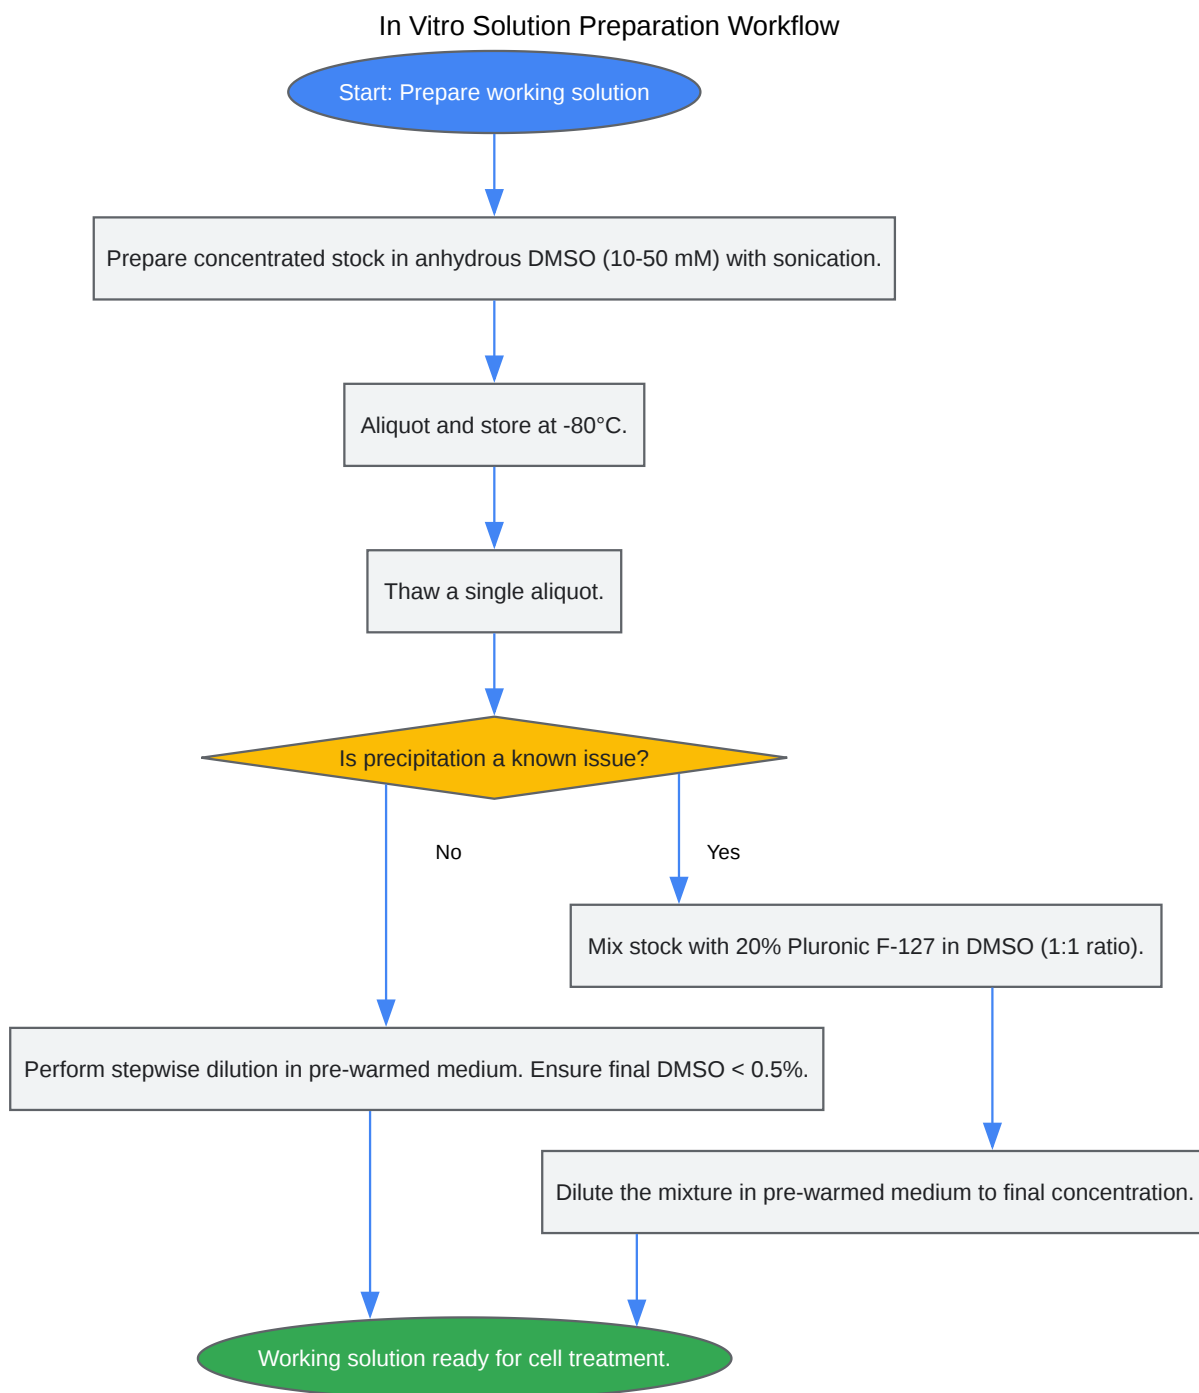 In Vitro Solution Preparation Workflow
Start: Prepare working solution
Prepare concentrated stock in anhydrous DMSO (10-50 mM) with sonication.
Aliquot and store at -80°C.
Thaw a single aliquot.
Is precipitation a known issue?
No
Yes
Mix stock with 20% Pluronic F-127 in DMSO (1:1 ratio).
Perform stepwise dilution in pre-warmed medium. Ensure final DMSO < 0.5%.
Dilute the mixture in pre-warmed medium to final concentration.
Working solution ready for cell treatment.